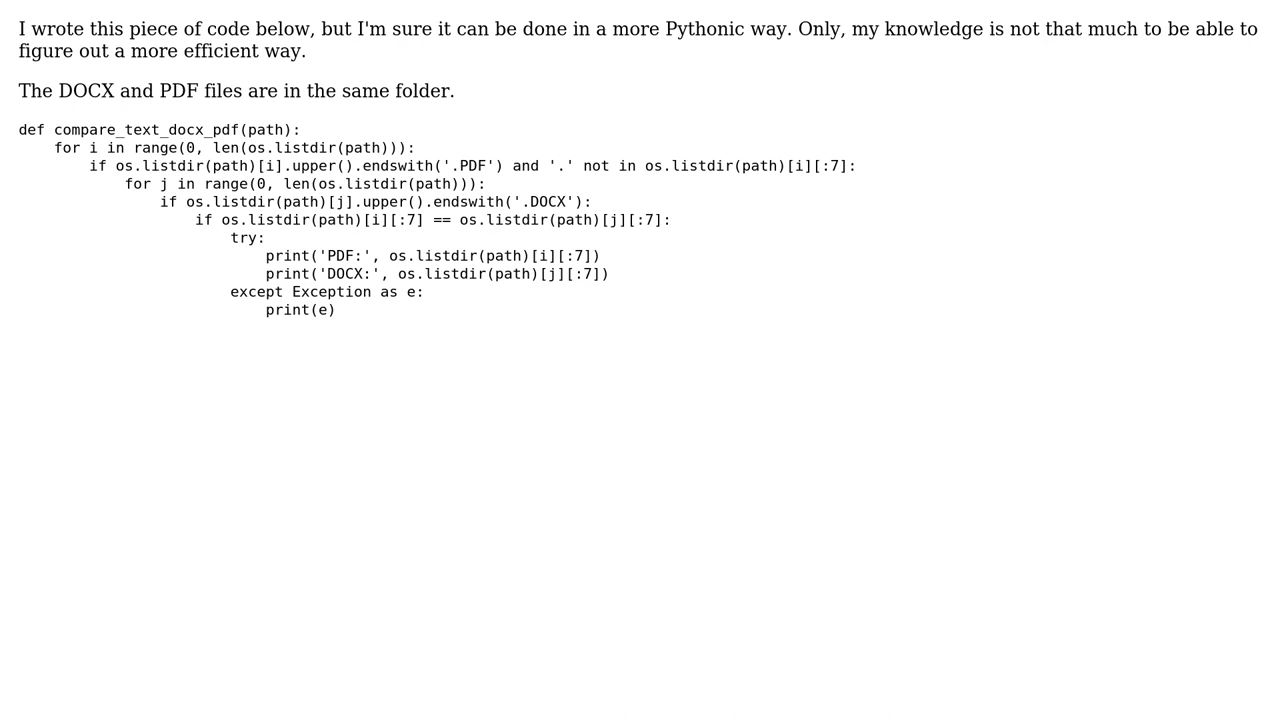 I wrote this piece of code below, but I'm sure it can be done in a more Pythonic way. Only, my knowledge is not that much to be able to
figure out a more efficient way.
The DOCX and PDF files are in the same folder.
def compare_text_docx_pdf(path):
    for i in range(0, len(os.listdir(path))):
        if os.listdir(path)[i].upper().endswith('.PDF') and '.' not in os.listdir(path)[i][:7]:
            for j in range(0, len(os.listdir(path))):
                if os.listdir(path)[j].upper().endswith('.DOCX'):
                    if os.listdir(path)[i][:7] == os.listdir(path)[j][:7]:
                        try:
                            print('PDF:', os.listdir(path)[i][:7])
                            print('DOCX:', os.listdir(path)[j][:7])
                        except Exception as e:
                            print(e)